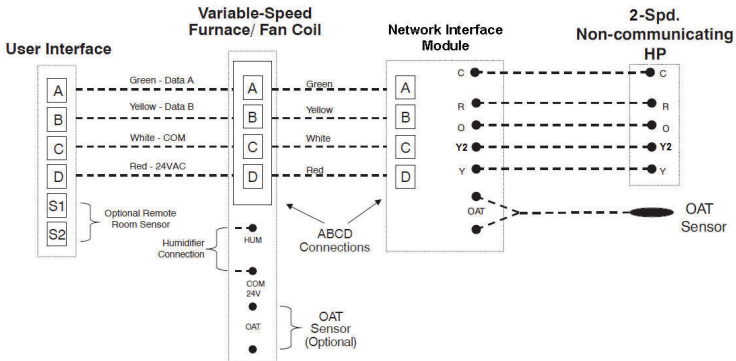 User Interface
Variable-Speed
Furnace/ Fan Coil
Network Interface
Module
2-Spd.
Non-communicating
HP
A
Green - Data A
A
Green
A
C
C
B
Yellow - Data B
B
Yellow
B
R
R
O
O
C
White - COM
C
White
C
Y2
Y2
D
Red - 24VAC
D
Red
D
Y
Y
S1
S2
Optional Remote
Room Sensor
Humidifier
Connection
HUM
COM
24V
ABCD
Connections
OAT
OAT
Sensor
OAT
OAT
Sensor
(Optional)